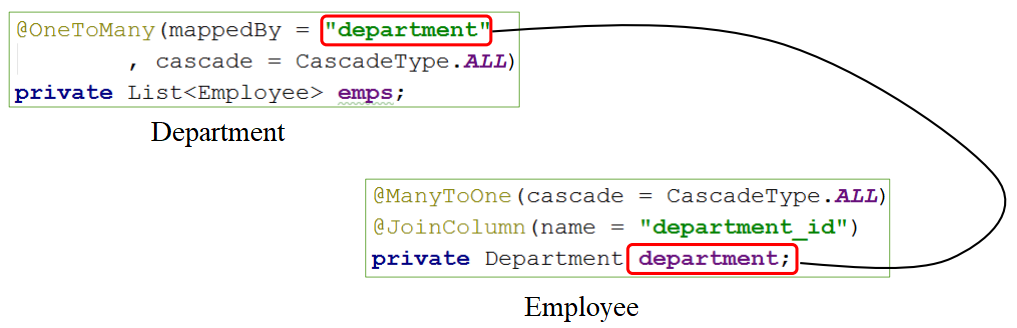 @OneToMany(mappedBy = "department"
, cascade = CascadeType.ALL)
private List<Employee> emps;
Department
@ManyToOne(cascade = CascadeType.ALL)
@JoinColumn(name = "department_id")
private Department department;
Employee